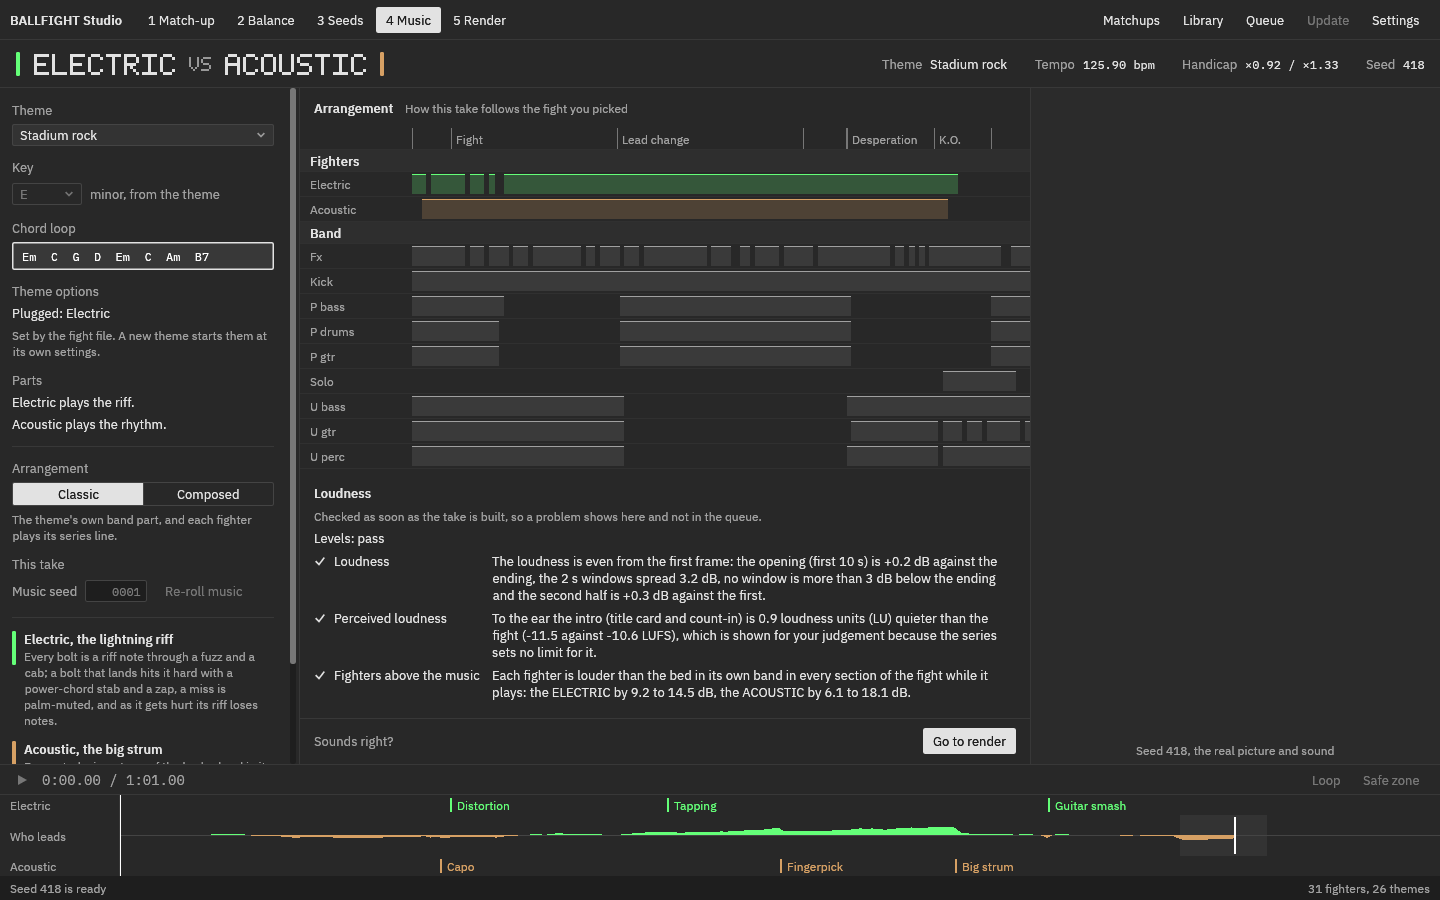 BALLFIGHT Studio 1 Match-up 2 Balance 3 Seeds 4 Music 5 Render Matchups Library Queue Update Settings
ELECTRIC VS ACOUSTIC Theme Stadium rock Tempo 125.90 bpm Handicap ×0.92 / ×1.33 Seed 418
Theme
Stadium rock
Key
E minor, from the theme
Chord loop
Em C G D Em C Am B7
Theme options
Plugged: Electric
Set by the fight file. A new theme starts them at
its own settings.
Parts
Electric plays the riff.
Acoustic plays the rhythm.
Arrangement
Classic Composed
The theme's own band part, and each fighter
plays its series line.
This take
Music seed 0001 Re-roll music
Electric, the lightning riff
Every bolt is a riff note through a fuzz and a
cab; a bolt that lands hits it hard with a
power-chord stab and a zap, a miss is
palm-muted, and as it gets hurt its riff loses
notes.
Acoustic, the big strum
Arrangement How this take follows the fight you picked
Fight Lead change Desperation K.O.
Fighters
Electric
Acoustic
Band
Fx
Kick
P bass
P drums
P gtr
Solo
U bass
U gtr
U perc
Loudness
Checked as soon as the take is built, so a problem shows here and not in the queue.
Levels: pass
Loudness The loudness is even from the first frame: the opening (first 10 s) is +0.2 dB against the
ending, the 2 s windows spread 3.2 dB, no window is more than 3 dB below the ending
and the second half is +0.3 dB against the first.
Perceived loudness To the ear the intro (title card and count-in) is 0.9 loudness units (LU) quieter than the
fight (-11.5 against -10.6 LUFS), which is shown for your judgement because the series
sets no limit for it.
Fighters above the music Each fighter is louder than the bed in its own band in every section of the fight while it
plays: the ELECTRIC by 9.2 to 14.5 dB, the ACOUSTIC by 6.1 to 18.1 dB.
Sounds right? Go to render
Seed 418, the real picture and sound
0:00.00 / 1:01.00 Loop Safe zone
Electric Distortion Tapping Guitar smash
Who leads
Acoustic Capo Fingerpick Big strum
Seed 418 is ready 31 fighters, 26 themes